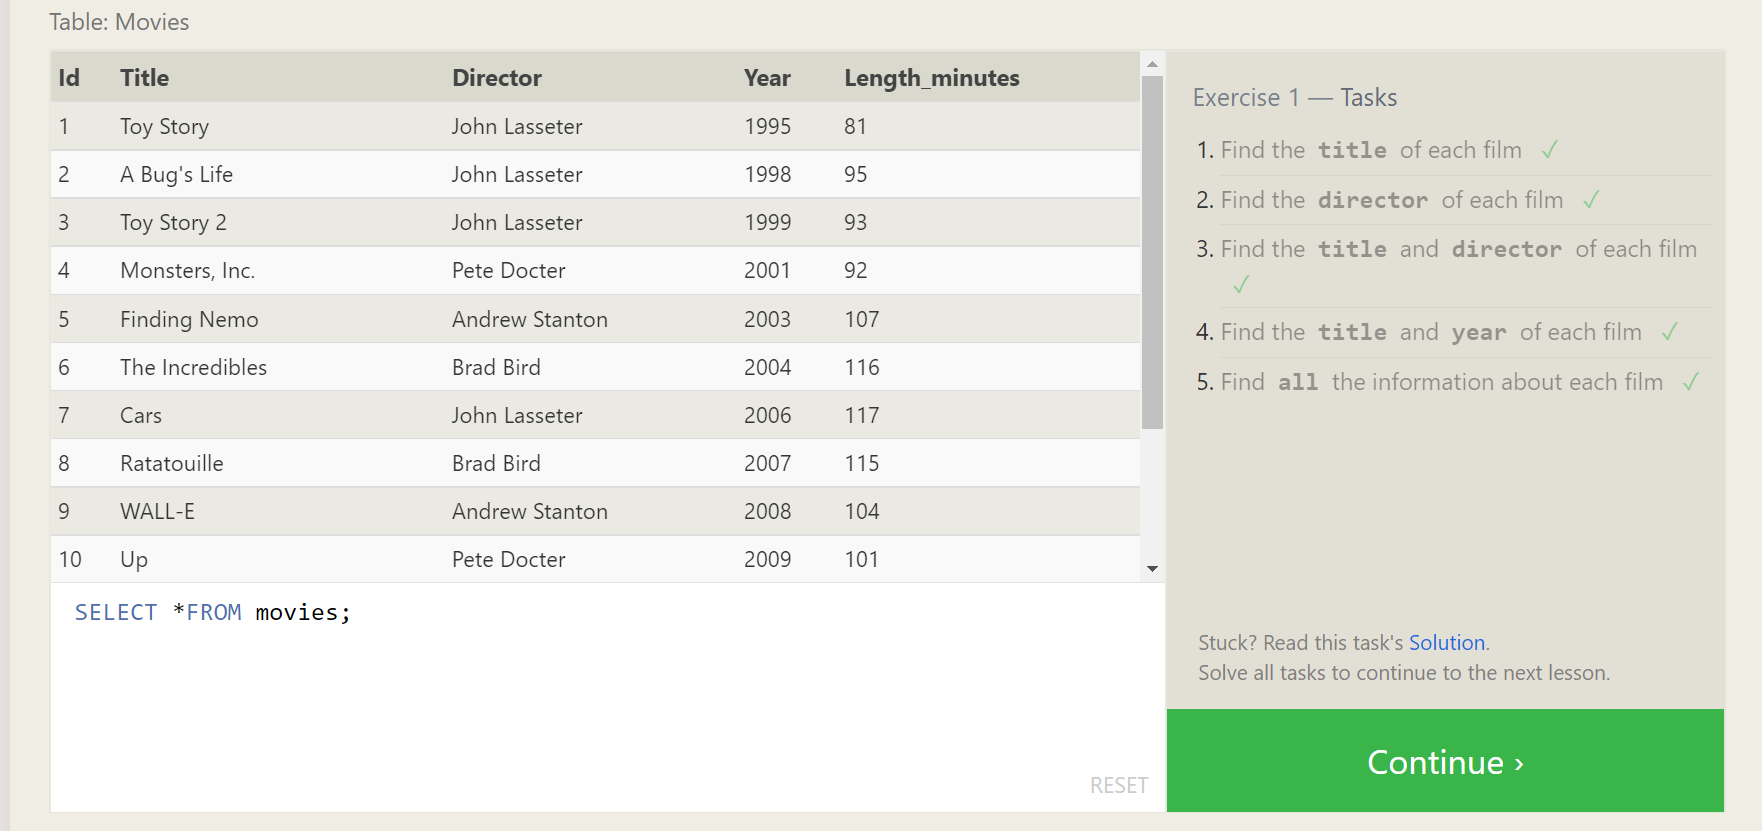 Table: Movies
Id Title Director Year Length_minutes
1 Toy Story John Lasseter 1995 81
2 A Bug's Life John Lasseter 1998 95
3 Toy Story 2 John Lasseter 1999 93
4 Monsters, Inc. Pete Docter 2001 92
5 Finding Nemo Andrew Stanton 2003 107
6 The Incredibles Brad Bird 2004 116
7 Cars John Lasseter 2006 117
8 Ratatouille Brad Bird 2007 115
9 WALL-E Andrew Stanton 2008 104
10 Up Pete Docter 2009 101
SELECT *FROM movies;
RESET
Exercise 1 — Tasks
1. Find the title of each film ✓
2. Find the director of each film ✓
3. Find the title and director of each film
✓
4. Find the title and year of each film ✓
5. Find all the information about each film ✓
Stuck? Read this task's Solution.
Solve all tasks to continue to the next lesson.
Continue ›